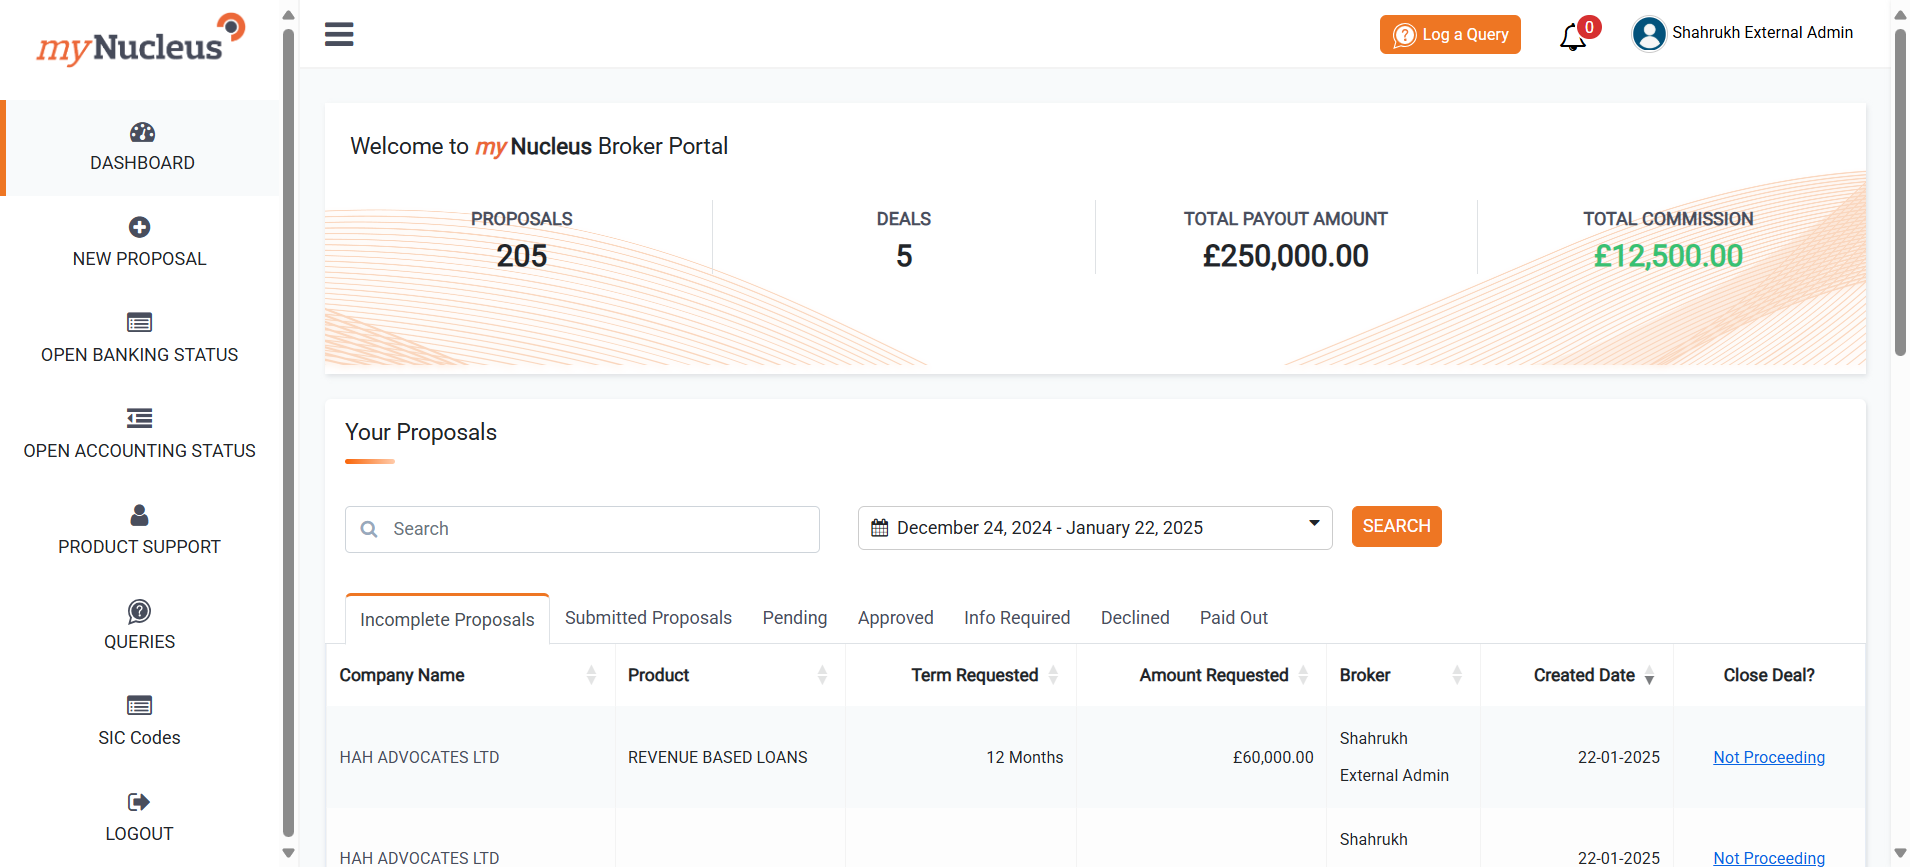 myNucleus
DASHBOARD
NEW PROPOSAL
OPEN BANKING STATUS
OPEN ACCOUNTING STATUS
PRODUCT SUPPORT
QUERIES
SIC Codes
LOGOUT
Log a Query
0
Shahrukh External Admin
Welcome to my Nucleus Broker Portal
PROPOSALS
205
DEALS
5
TOTAL PAYOUT AMOUNT
£250,000.00
TOTAL COMMISSION
£12,500.00
Your Proposals
Search
December 24, 2024 - January 22, 2025
SEARCH
Incomplete Proposals Submitted Proposals Pending Approved Info Required Declined Paid Out
Company Name Product Term Requested Amount Requested Broker Created Date Close Deal?
HAH ADVOCATES LTD REVENUE BASED LOANS 12 Months £60,000.00 Shahrukh External Admin 22-01-2025 Not Proceeding
HAH ADVOCATES LTD Shahrukh 22-01-2025 Not Proceeding